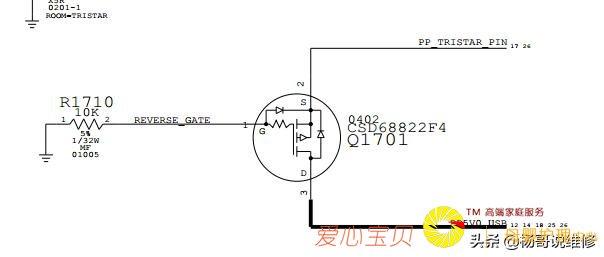 X5R
0201-1
ROOM=TRISTAR
PP_TRISTAR_PIN 17 26
2
S
R1710
10K
1 2
REVERSE_GATE
1
G
5%
1/32W
MF
01005
0402
CSD68822F4
Q1701
D
3
TM 高端家庭服务
5V0_USB 12 14 18 25 26
爱心宝贝
头条 @杨哥说维修